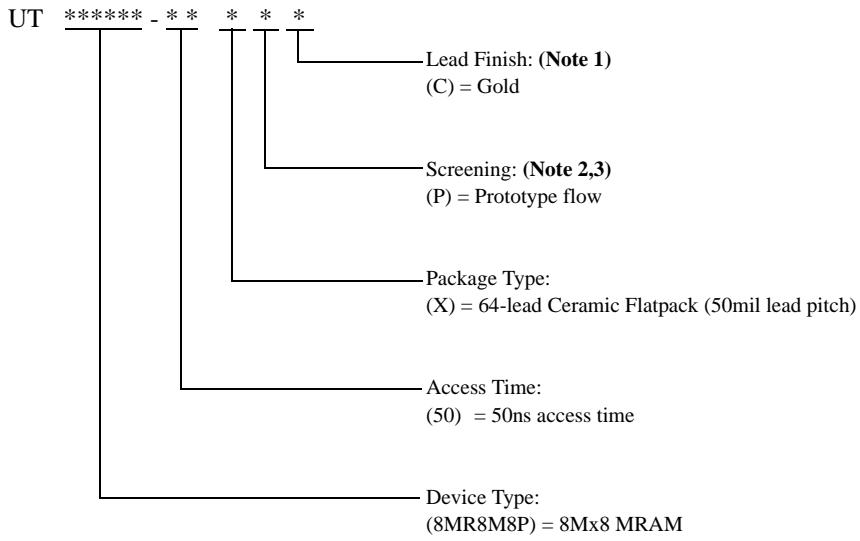 UT ****** - * * * * *
Lead Finish: (Note 1)
(C) = Gold
Screening: (Note 2,3)
(P) = Prototype flow
Package Type:
(X) = 64-lead Ceramic Flatpack (50mil lead pitch)
Access Time:
(50) = 50ns access time
Device Type:
(8MR8M8P) = 8Mx8 MRAM